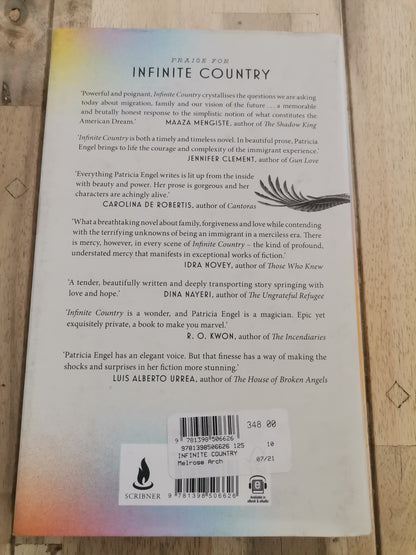 PRAISE FOR
INFINITE COUNTRY
'Powerful and poignant, Infinite Country crystallises the questions we are asking
today about migration, family and our vision of the future . . . a memorable
and brutally honest response to the simplistic notion of what constitutes the
American Dream.' MAAZA MENGISTE, author of The Shadow King
'Infinite Country is both a timely and timeless novel. In beautiful prose, Patricia
Engel brings to life the courage and complexity of the immigrant experience.'
JENNIFER CLEMENT, author of Gun Love
'Everything Patricia Engel writes is lit up from the inside
with beauty and power. Her prose is gorgeous and her
characters are achingly alive.'
CAROLINA DE ROBERTIS, author of Cantoras
'What a breathtaking novel about family, forgiveness and love while contending
with the terrifying unknowns of being an immigrant in a merciless era. There
is mercy, however, in every scene of Infinite Country – the kind of profound,
understated mercy that manifests in exceptional works of fiction.'
IDRA NOVEY, author of Those Who Knew
'A tender, beautifully written and deeply transporting story springing with
love and hope.' DINA NAYERI, author of The Ungrateful Refugee
'Infinite Country is a wonder, and Patricia Engel is a magician. Epic yet
exquisitely private, a book to make you marvel.'
R. O. KWON, author of The Incendiaries
'Patricia Engel has an elegant voice. But that finesse has a way of making the
shocks and surprises in her fiction more stunning.'
LUIS ALBERTO URREA, author of The House of Broken Angels
348.00
9 781398 506626
9781398506626 125 10
INFINITE COUNTRY
Melrose Arch 07/21
SCRIBNER
9 781398 506626
Available in
eBook & eAudio